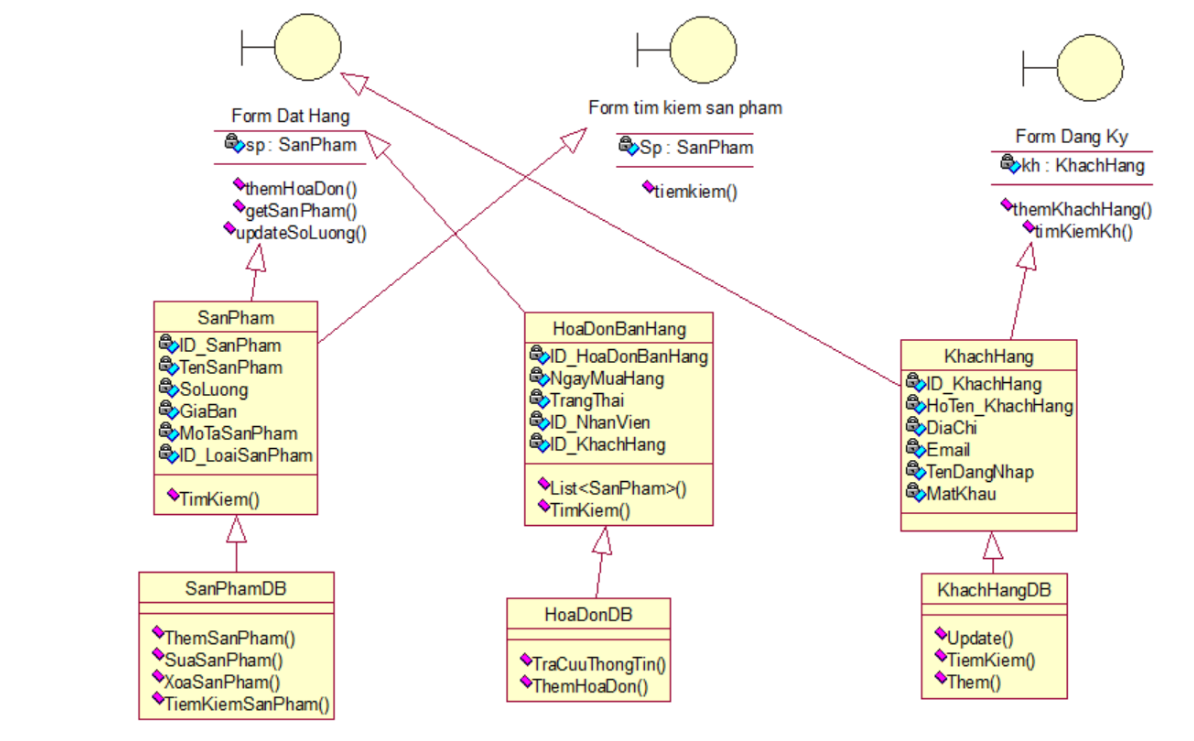 Form Dat Hang
sp : SanPham
themHoaDon()
getSanPham()
updateSoLuong()
Form tim kiem san pham
Sp : SanPham
tiemkiem()
Form Dang Ky
kh : KhachHang
themKhachHang()
timKiemKh()
SanPham
ID_SanPham
TenSanPham
SoLuong
GiaBan
MoTaSanPham
ID_LoaiSanPham
TimKiem()
HoaDonBanHang
ID_HoaDonBanHang
NgayMuaHang
TrangThai
ID_NhanVien
ID_KhachHang
List<SanPham>()
TimKiem()
KhachHang
ID_KhachHang
HoTen_KhachHang
DiaChi
Email
TenDangNhap
MatKhau
SanPhamDB
ThemSanPham()
SuaSanPham()
XoaSanPham()
TiemKiemSanPham()
HoaDonDB
TraCuuThongTin()
ThemHoaDon()
KhachHangDB
Update()
TiemKiem()
Them()